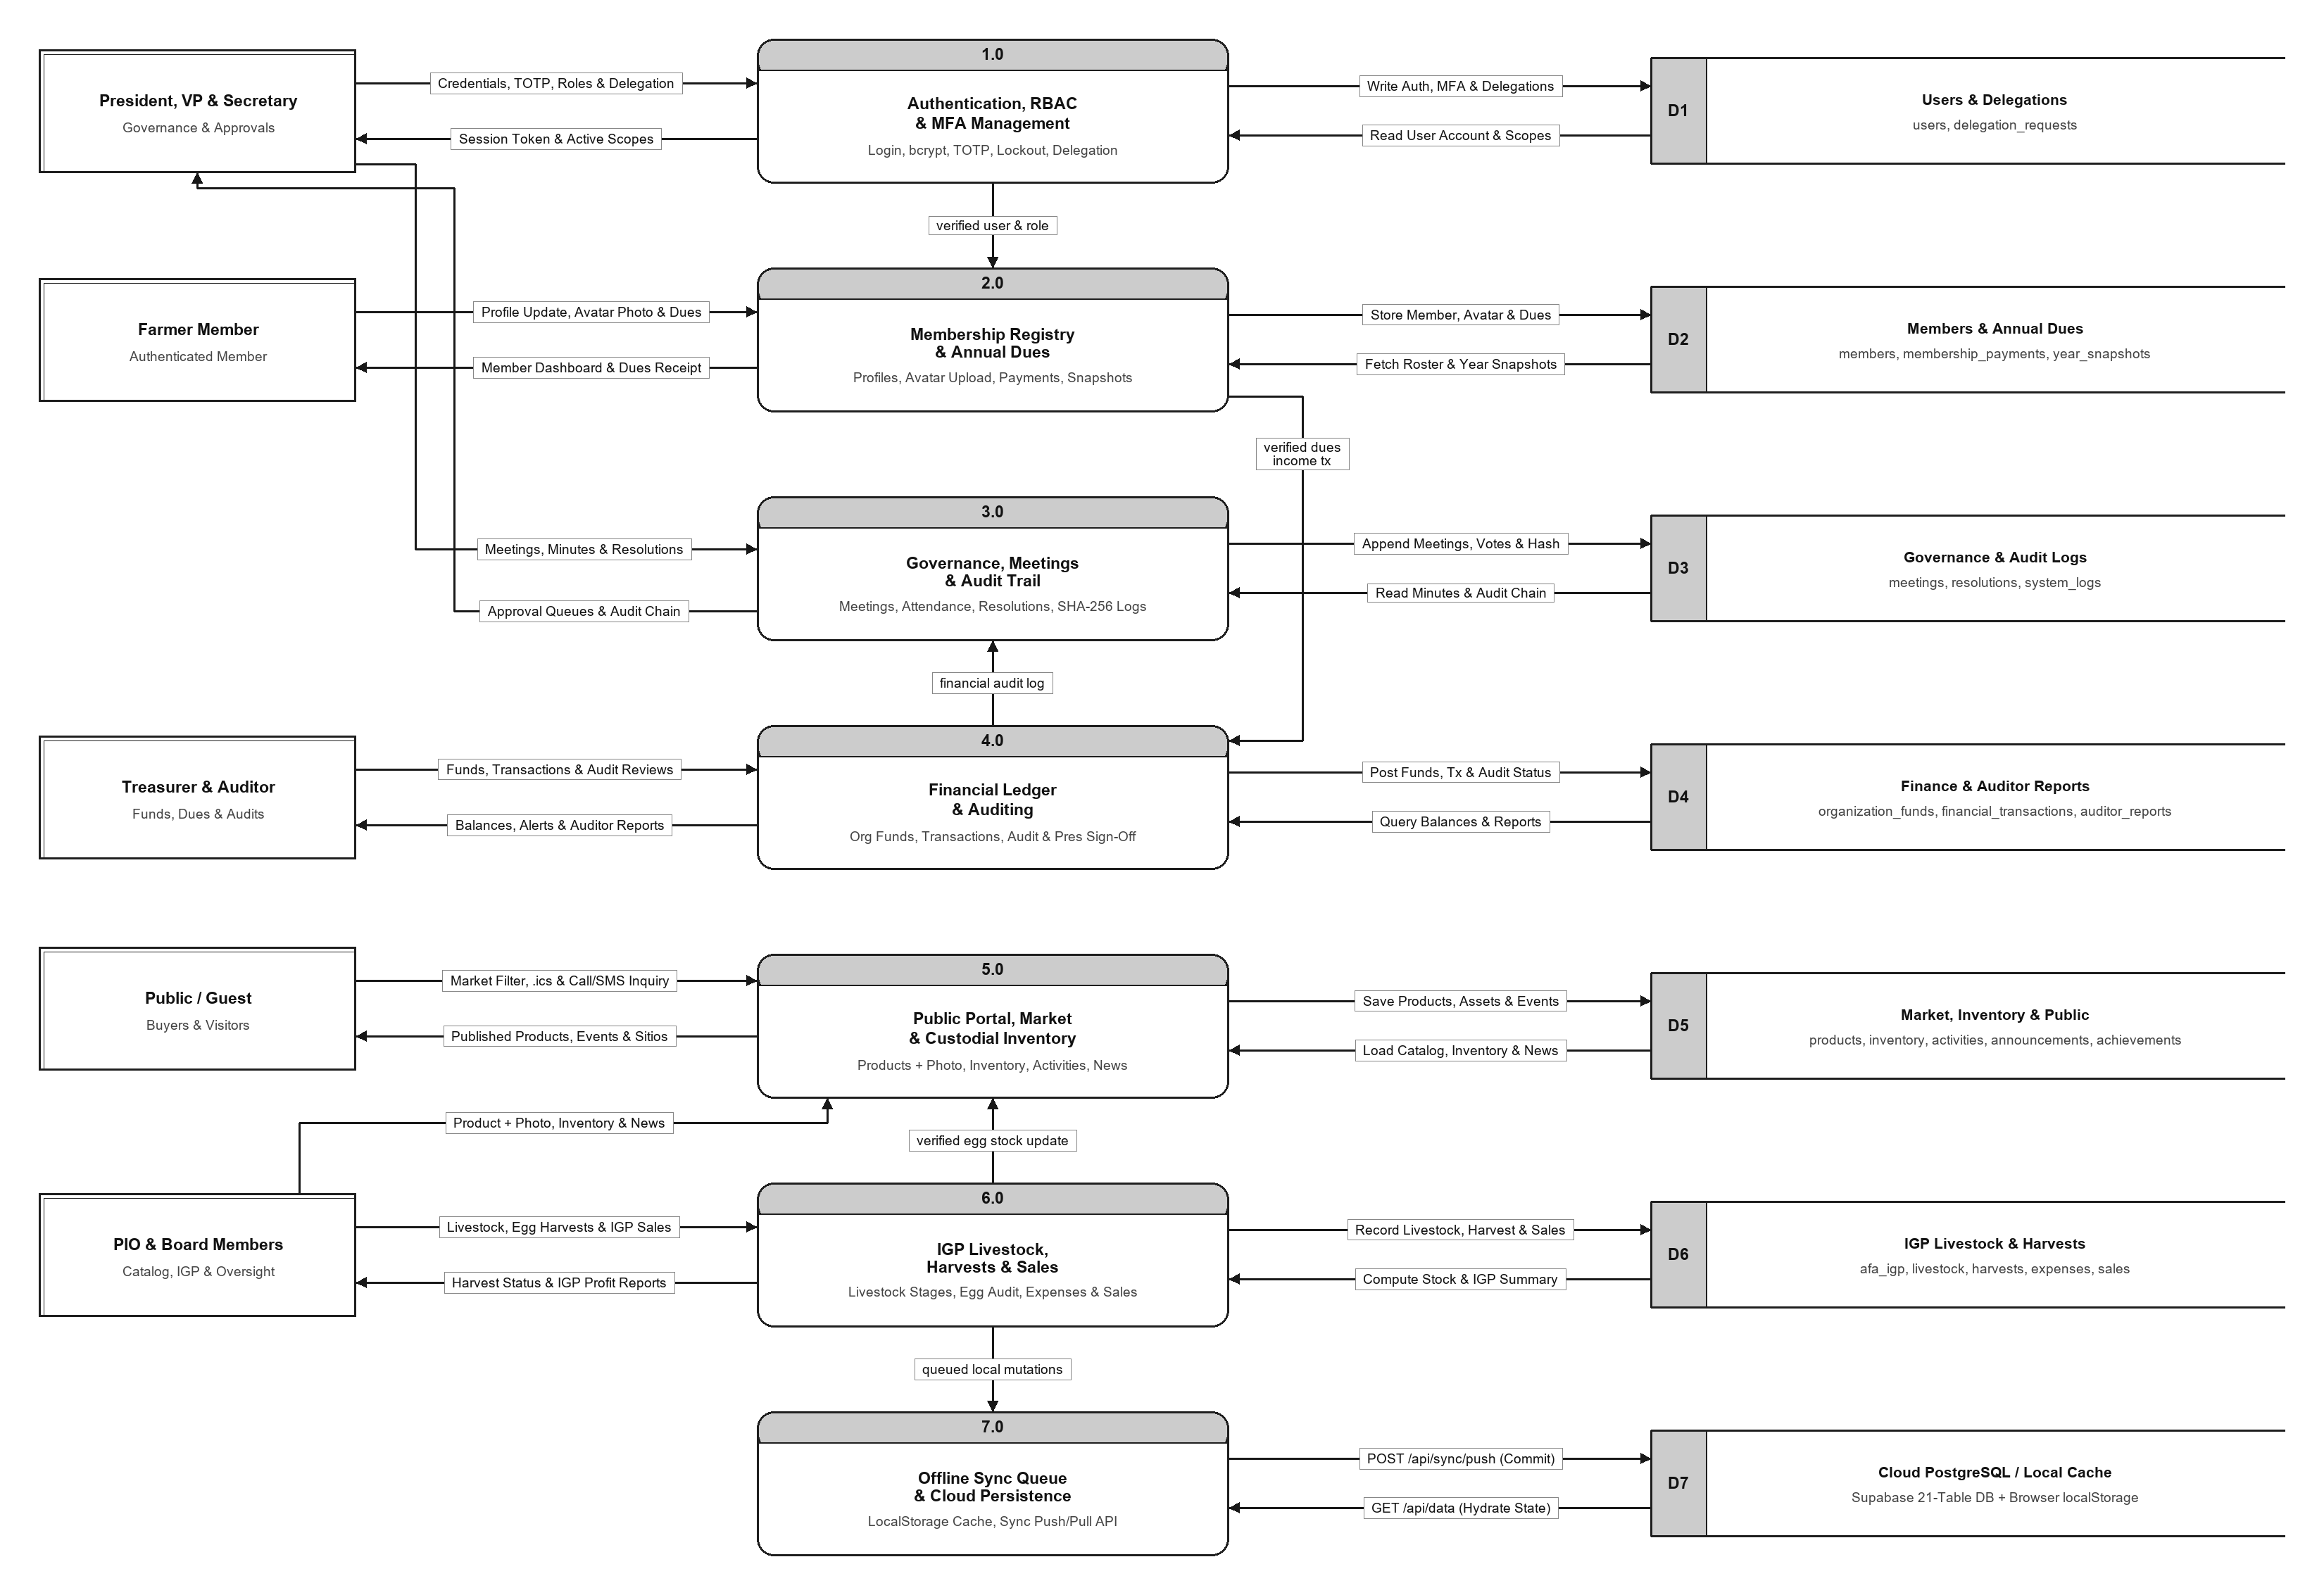 1.0
President, VP & Secretary
Governance & Approvals
Credentials, TOTP, Roles & Delegation
Session Token & Active Scopes
Authentication, RBAC
& MFA Management
Login, bcrypt, TOTP, Lockout, Delegation
Write Auth, MFA & Delegations
Read User Account & Scopes
D1
Users & Delegations
users, delegation_requests
verified user & role
2.0
Farmer Member
Authenticated Member
Profile Update, Avatar Photo & Dues
Member Dashboard & Dues Receipt
Membership Registry
& Annual Dues
Profiles, Avatar Upload, Payments, Snapshots
Store Member, Avatar & Dues
Fetch Roster & Year Snapshots
D2
Members & Annual Dues
members, membership_payments, year_snapshots
verified dues
income tx
3.0
Meetings, Minutes & Resolutions
Approval Queues & Audit Chain
Governance, Meetings
& Audit Trail
Meetings, Attendance, Resolutions, SHA-256 Logs
Append Meetings, Votes & Hash
Read Minutes & Audit Chain
D3
Governance & Audit Logs
meetings, resolutions, system_logs
financial audit log
4.0
Treasurer & Auditor
Funds, Dues & Audits
Funds, Transactions & Audit Reviews
Balances, Alerts & Auditor Reports
Financial Ledger
& Auditing
Org Funds, Transactions, Audit & Pres Sign-Off
Post Funds, Tx & Audit Status
Query Balances & Reports
D4
Finance & Auditor Reports
organization_funds, financial_transactions, auditor_reports
5.0
Public / Guest
Buyers & Visitors
Market Filter, .ics & Call/SMS Inquiry
Published Products, Events & Sitios
Public Portal, Market
& Custodial Inventory
Products + Photo, Inventory, Activities, News
Save Products, Assets & Events
Load Catalog, Inventory & News
D5
Market, Inventory & Public
products, inventory, activities, announcements, achievements
Product + Photo, Inventory & News
verified egg stock update
6.0
PIO & Board Members
Catalog, IGP & Oversight
Livestock, Egg Harvests & IGP Sales
Harvest Status & IGP Profit Reports
IGP Livestock,
Harvests & Sales
Livestock Stages, Egg Audit, Expenses & Sales
Record Livestock, Harvest & Sales
Compute Stock & IGP Summary
D6
IGP Livestock & Harvests
afa_igp, livestock, harvests, expenses, sales
queued local mutations
7.0
Offline Sync Queue
& Cloud Persistence
LocalStorage Cache, Sync Push/Pull API
POST /api/sync/push (Commit)
GET /api/data (Hydrate State)
D7
Cloud PostgreSQL / Local Cache
Supabase 21-Table DB + Browser localStorage